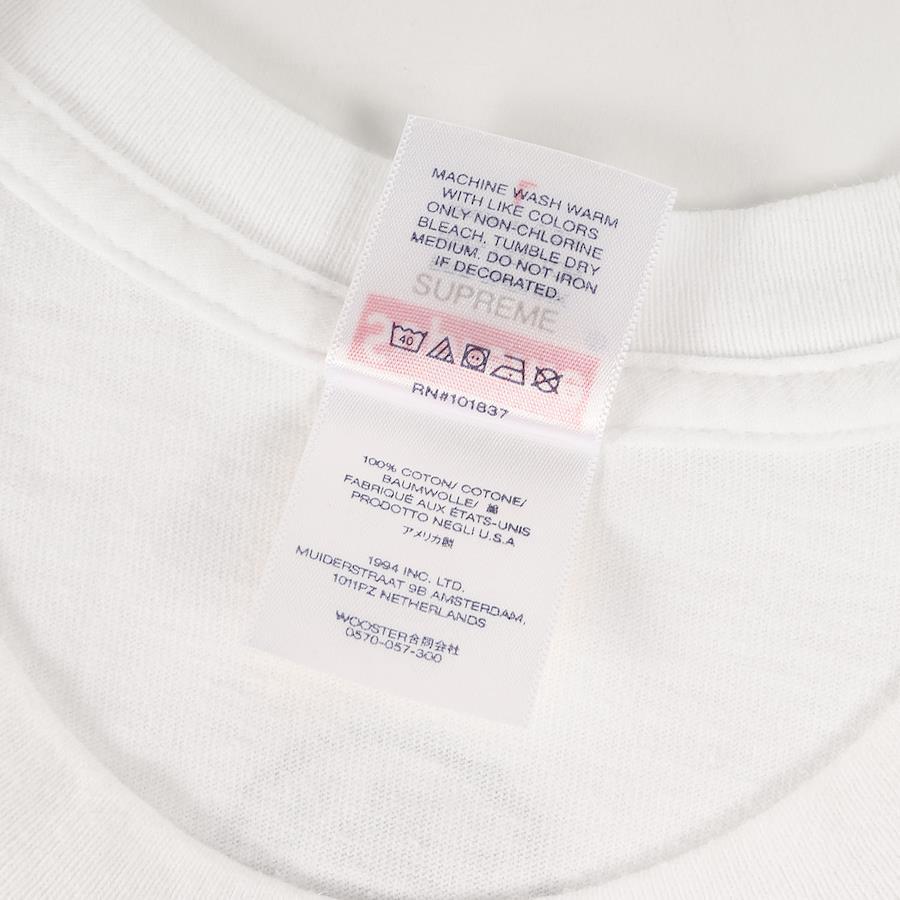 MACHINE WASH WARM
WITH LIKE COLORS
ONLY NON-CHLORINE
BLEACH. TUMBLE DRY
MEDIUM. DO NOT IRON
IF DECORATED.
SUPREME
40
RN#101837
100% COTON/ COTONE/
BAUMWOLLE/ 綿
FABRIQUÉ AUX ÉTATS-UNIS
PRODOTTO NEGLI U.S.A
アメリカ製
1994 INC. LTD.
MUIDERSTRAAT 9B AMSTERDAM,
1011PZ NETHERLANDS
WOOSTER合同会社
0570-057-300